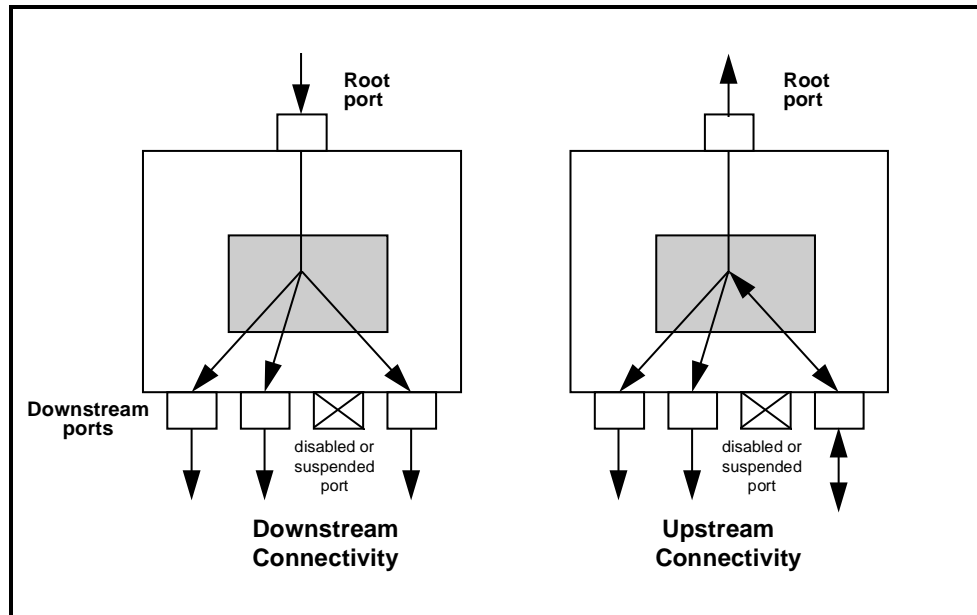 Root
port
Downstream
ports
disabled or
suspended
port
Downstream
Connectivity
Root
port
disabled or
suspended
port
Upstream
Connectivity